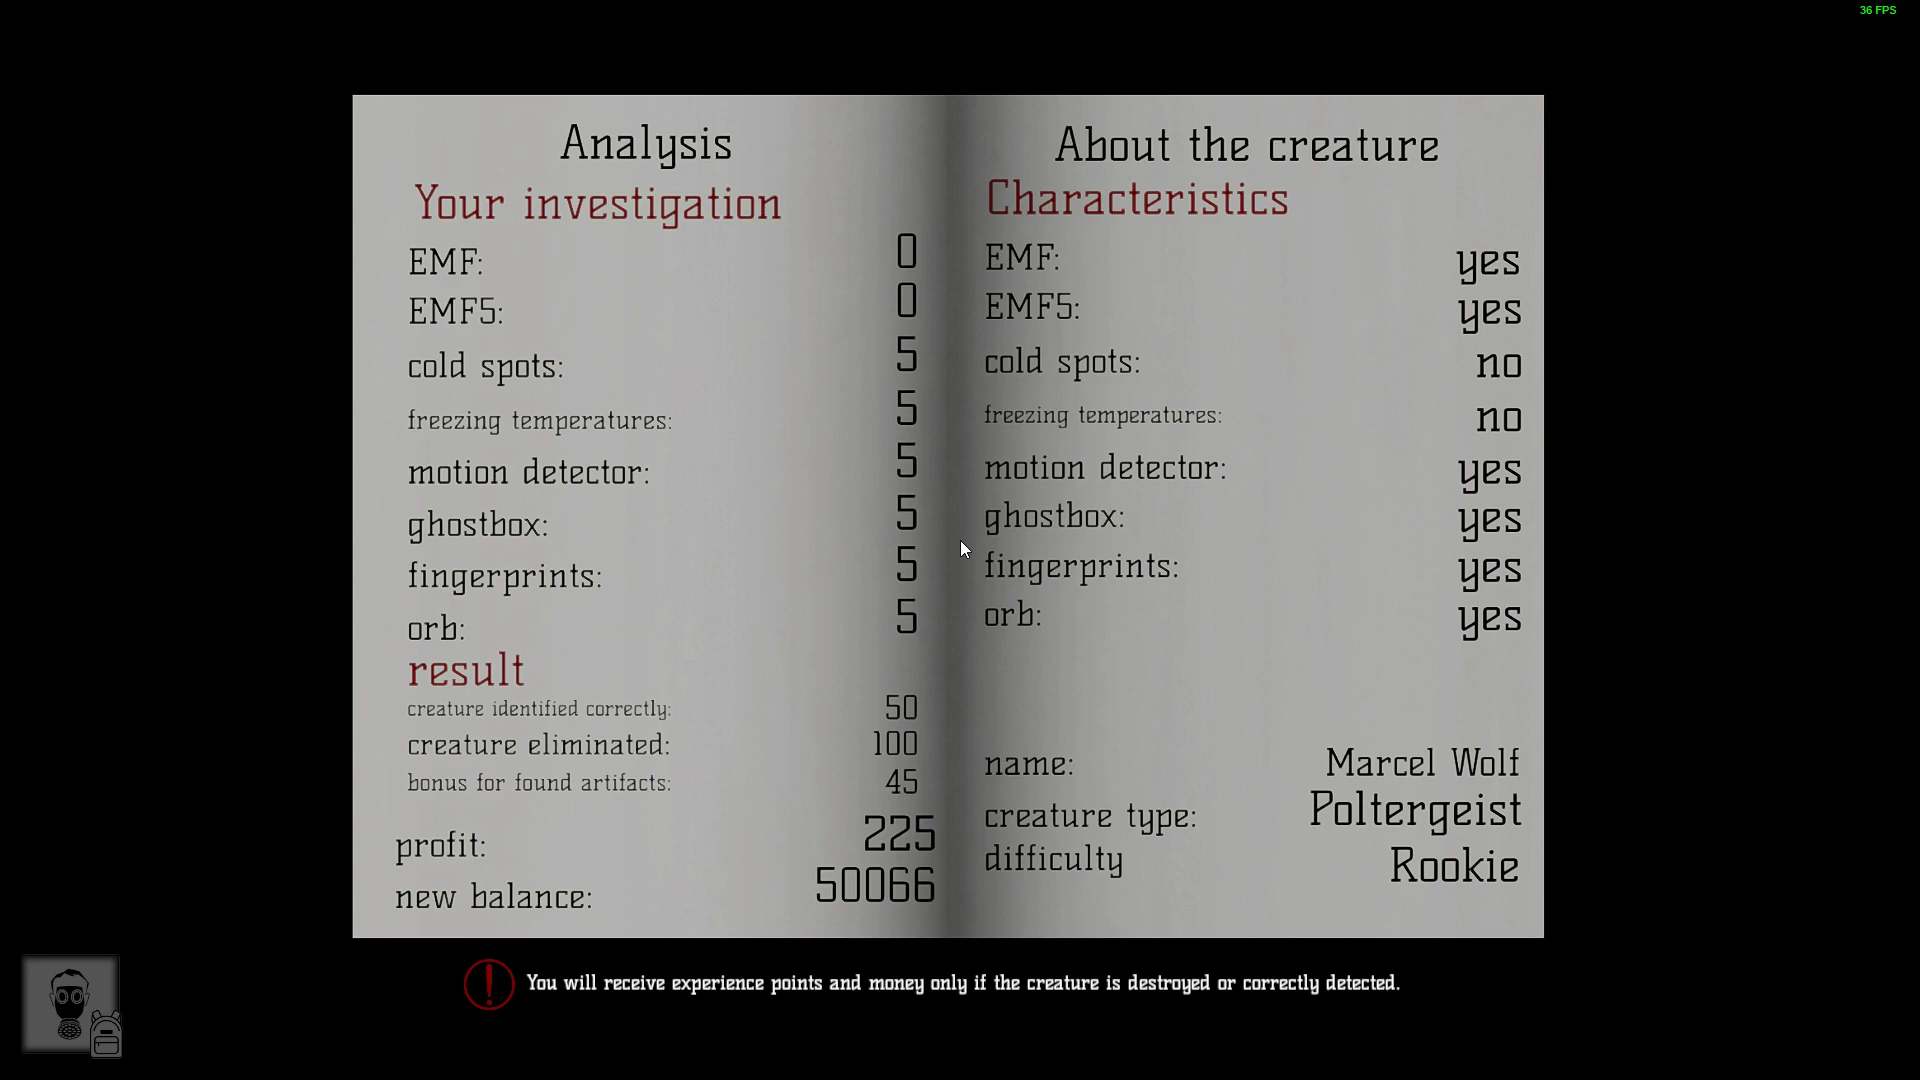 36 FPS
Analysis
Your investigation
EMF: 0
EMF5: 0
cold spots: 5
freezing temperatures: 5
motion detector: 5
ghostbox: 5
fingerprints: 5
orb: 5
result
creature identified correctly: 50
creature eliminated: 100
bonus for found artifacts: 45
profit: 225
new balance: 50066
About the creature
Characteristics
EMF: yes
EMF5: yes
cold spots: no
freezing temperatures: no
motion detector: yes
ghostbox: yes
fingerprints: yes
orb: yes
name: Marcel Wolf
creature type: Poltergeist
difficulty Rookie
You will receive experience points and money only if the creature is destroyed or correctly detected.